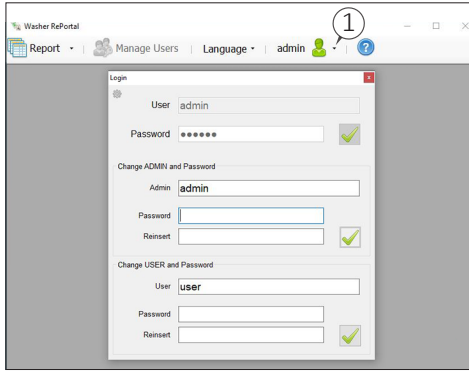 1
Washer RePortal
Report Manage Users Language admin ?
Login x
User admin
Password ●●●●●●
Change ADMIN and Password
Admin admin
Password
Reinsert
Change USER and Password
User user
Password
Reinsert